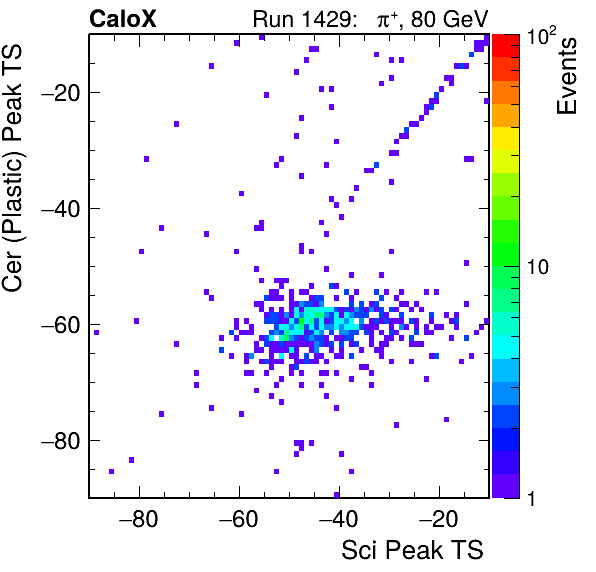 CaloX Run 1429: π⁺, 80 GeV
Cer (Plastic) Peak TS
−20
−40
−60
−80
−80 −60 −40 −20
Sci Peak TS
10²
10
1
Events